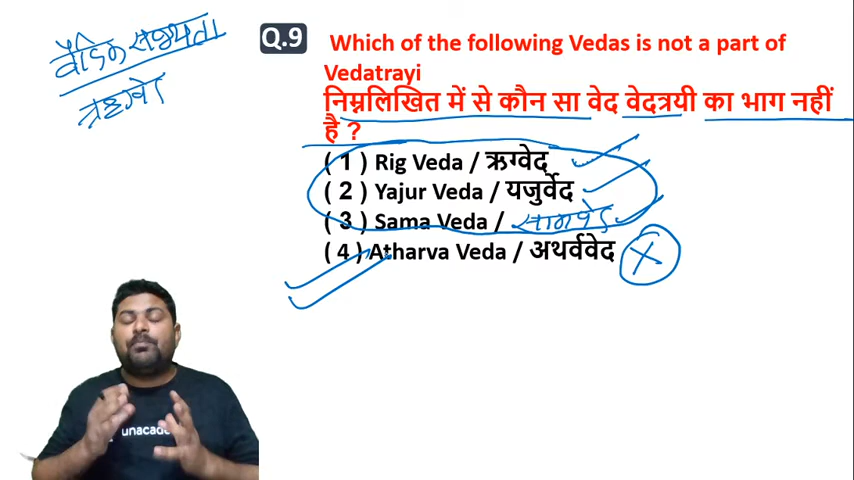 वैदिक सभ्यता
ऋग्वे
Q.9 Which of the following Vedas is not a part of
Vedatrayi
निम्नलिखित में से कौन सा वेद वेदत्रयी का भाग नहीं
है ?
( 1 ) Rig Veda / ऋग्वेद
( 2 ) Yajur Veda / यजुर्वेद
( 3 ) Sama Veda / सामवेद
( 4 ) Atharva Veda / अथर्ववेद
unacade